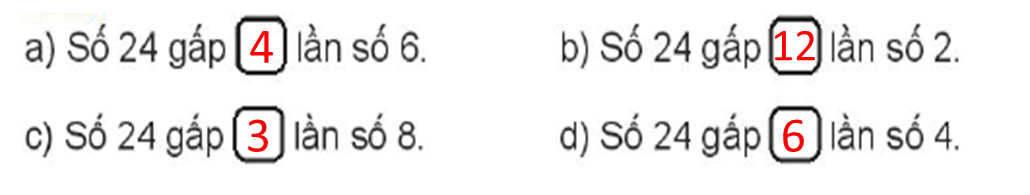 a) Số 24 gấp 4 lần số 6.
b) Số 24 gấp 12 lần số 2.
c) Số 24 gấp 3 lần số 8.
d) Số 24 gấp 6 lần số 4.